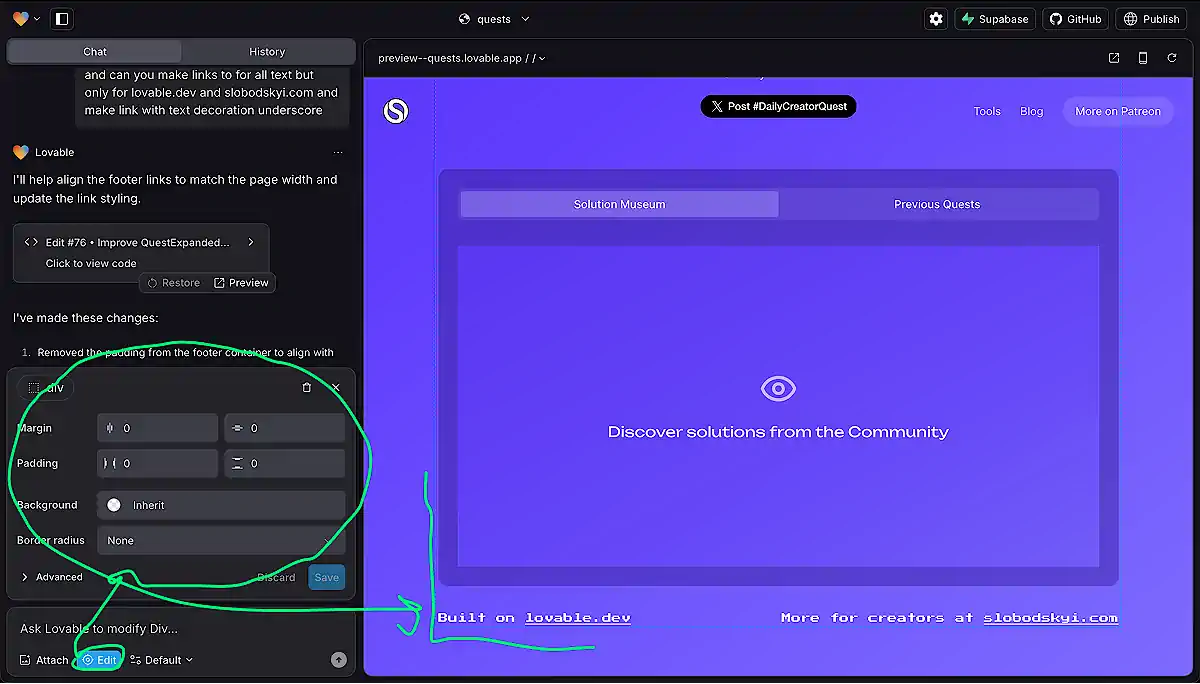 quests
Supabase
GitHub
Publish
Chat
History
and can you make links to for all text but
only for lovable.dev and slobodskyi.com and
make link with text decoration underscore
Lovable
I'll help align the footer links to match the page width and
update the link styling.
Edit #76 • Improve QuestExpanded...
Click to view code
Restore
Preview
I've made these changes:
1. Removed the padding from the footer container to align with
div
Margin
0
0
Padding
0
0
Background
Inherit
Border radius
None
Advanced
Discard
Save
Ask Lovable to modify Div...
Attach
Edit
Default
preview--quests.lovable.app / /
Post #DailyCreatorQuest
Tools
Blog
More on Patreon
Solution Museum
Previous Quests
Discover solutions from the Community
Built on lovable.dev
More for creators at slobodskyi.com